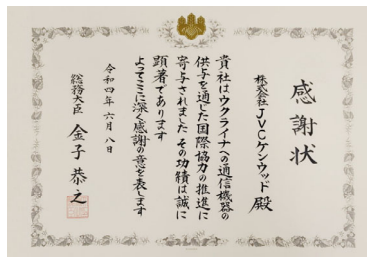 感謝状
株式会社JVCケンウッド 殿
貴社はウクライナへの通信機器の
供与を通じた国際協力の推進に
寄与されました その功績は誠に
顕著であります
よってここに深く感謝の意を表します
令和四年六月八日
総務大臣 金子恭之